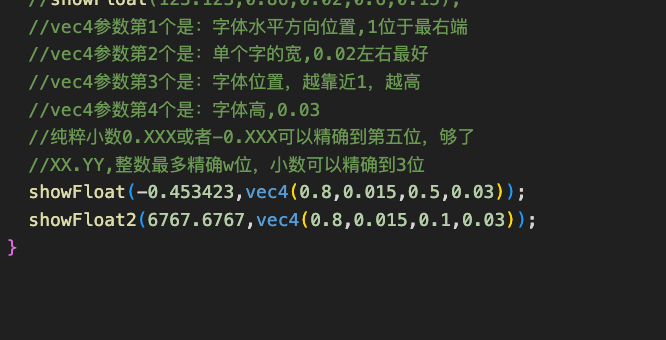 //showFloat(123.123,0.86,0.02,0.6,0.15);
//vec4参数第1个是：字体水平方向位置,1位于最右端
//vec4参数第2个是：单个字的宽,0.02左右最好
//vec4参数第3个是：字体位置，越靠近1，越高
//vec4参数第4个是：字体高,0.03
//纯粹小数0.XXX或者-0.XXX可以精确到第五位，够了
//XX.YY,整数最多精确w位，小数可以精确到3位
showFloat(-0.453423,vec4(0.8,0.015,0.5,0.03));
showFloat2(6767.6767,vec4(0.8,0.015,0.1,0.03));
}